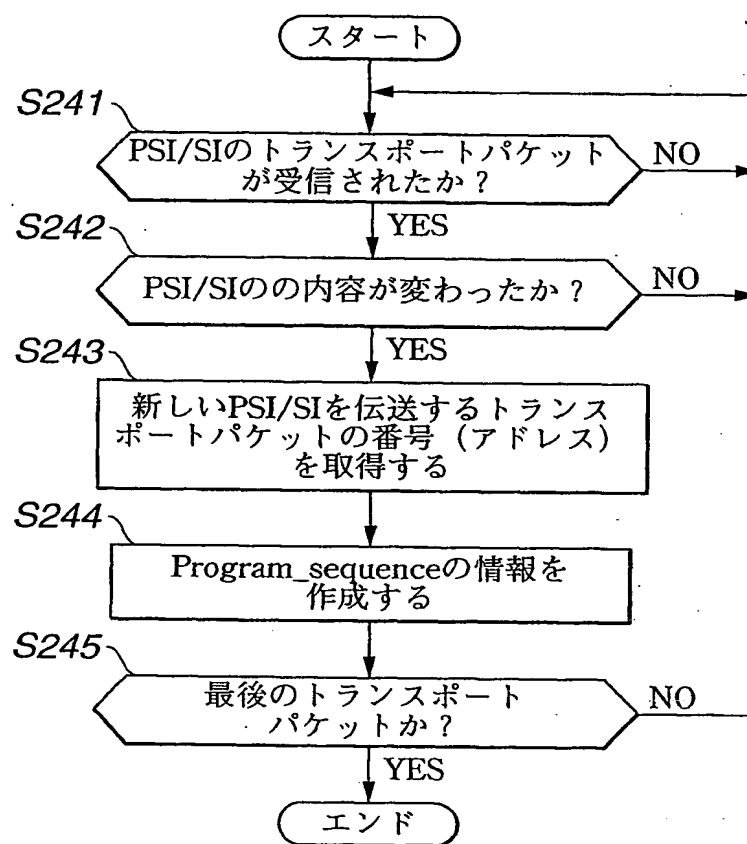 スタート
S241
PSI/SIのトランスポートパケット
が受信されたか？
NO
YES
S242
PSI/SIのの内容が変わったか？
NO
YES
S243
新しいPSI/SIを伝送するトランス
ポートパケットの番号（アドレス）
を取得する
S244
Program_sequenceの情報を
作成する
S245
最後のトランスポート
パケットか？
NO
YES
エンド